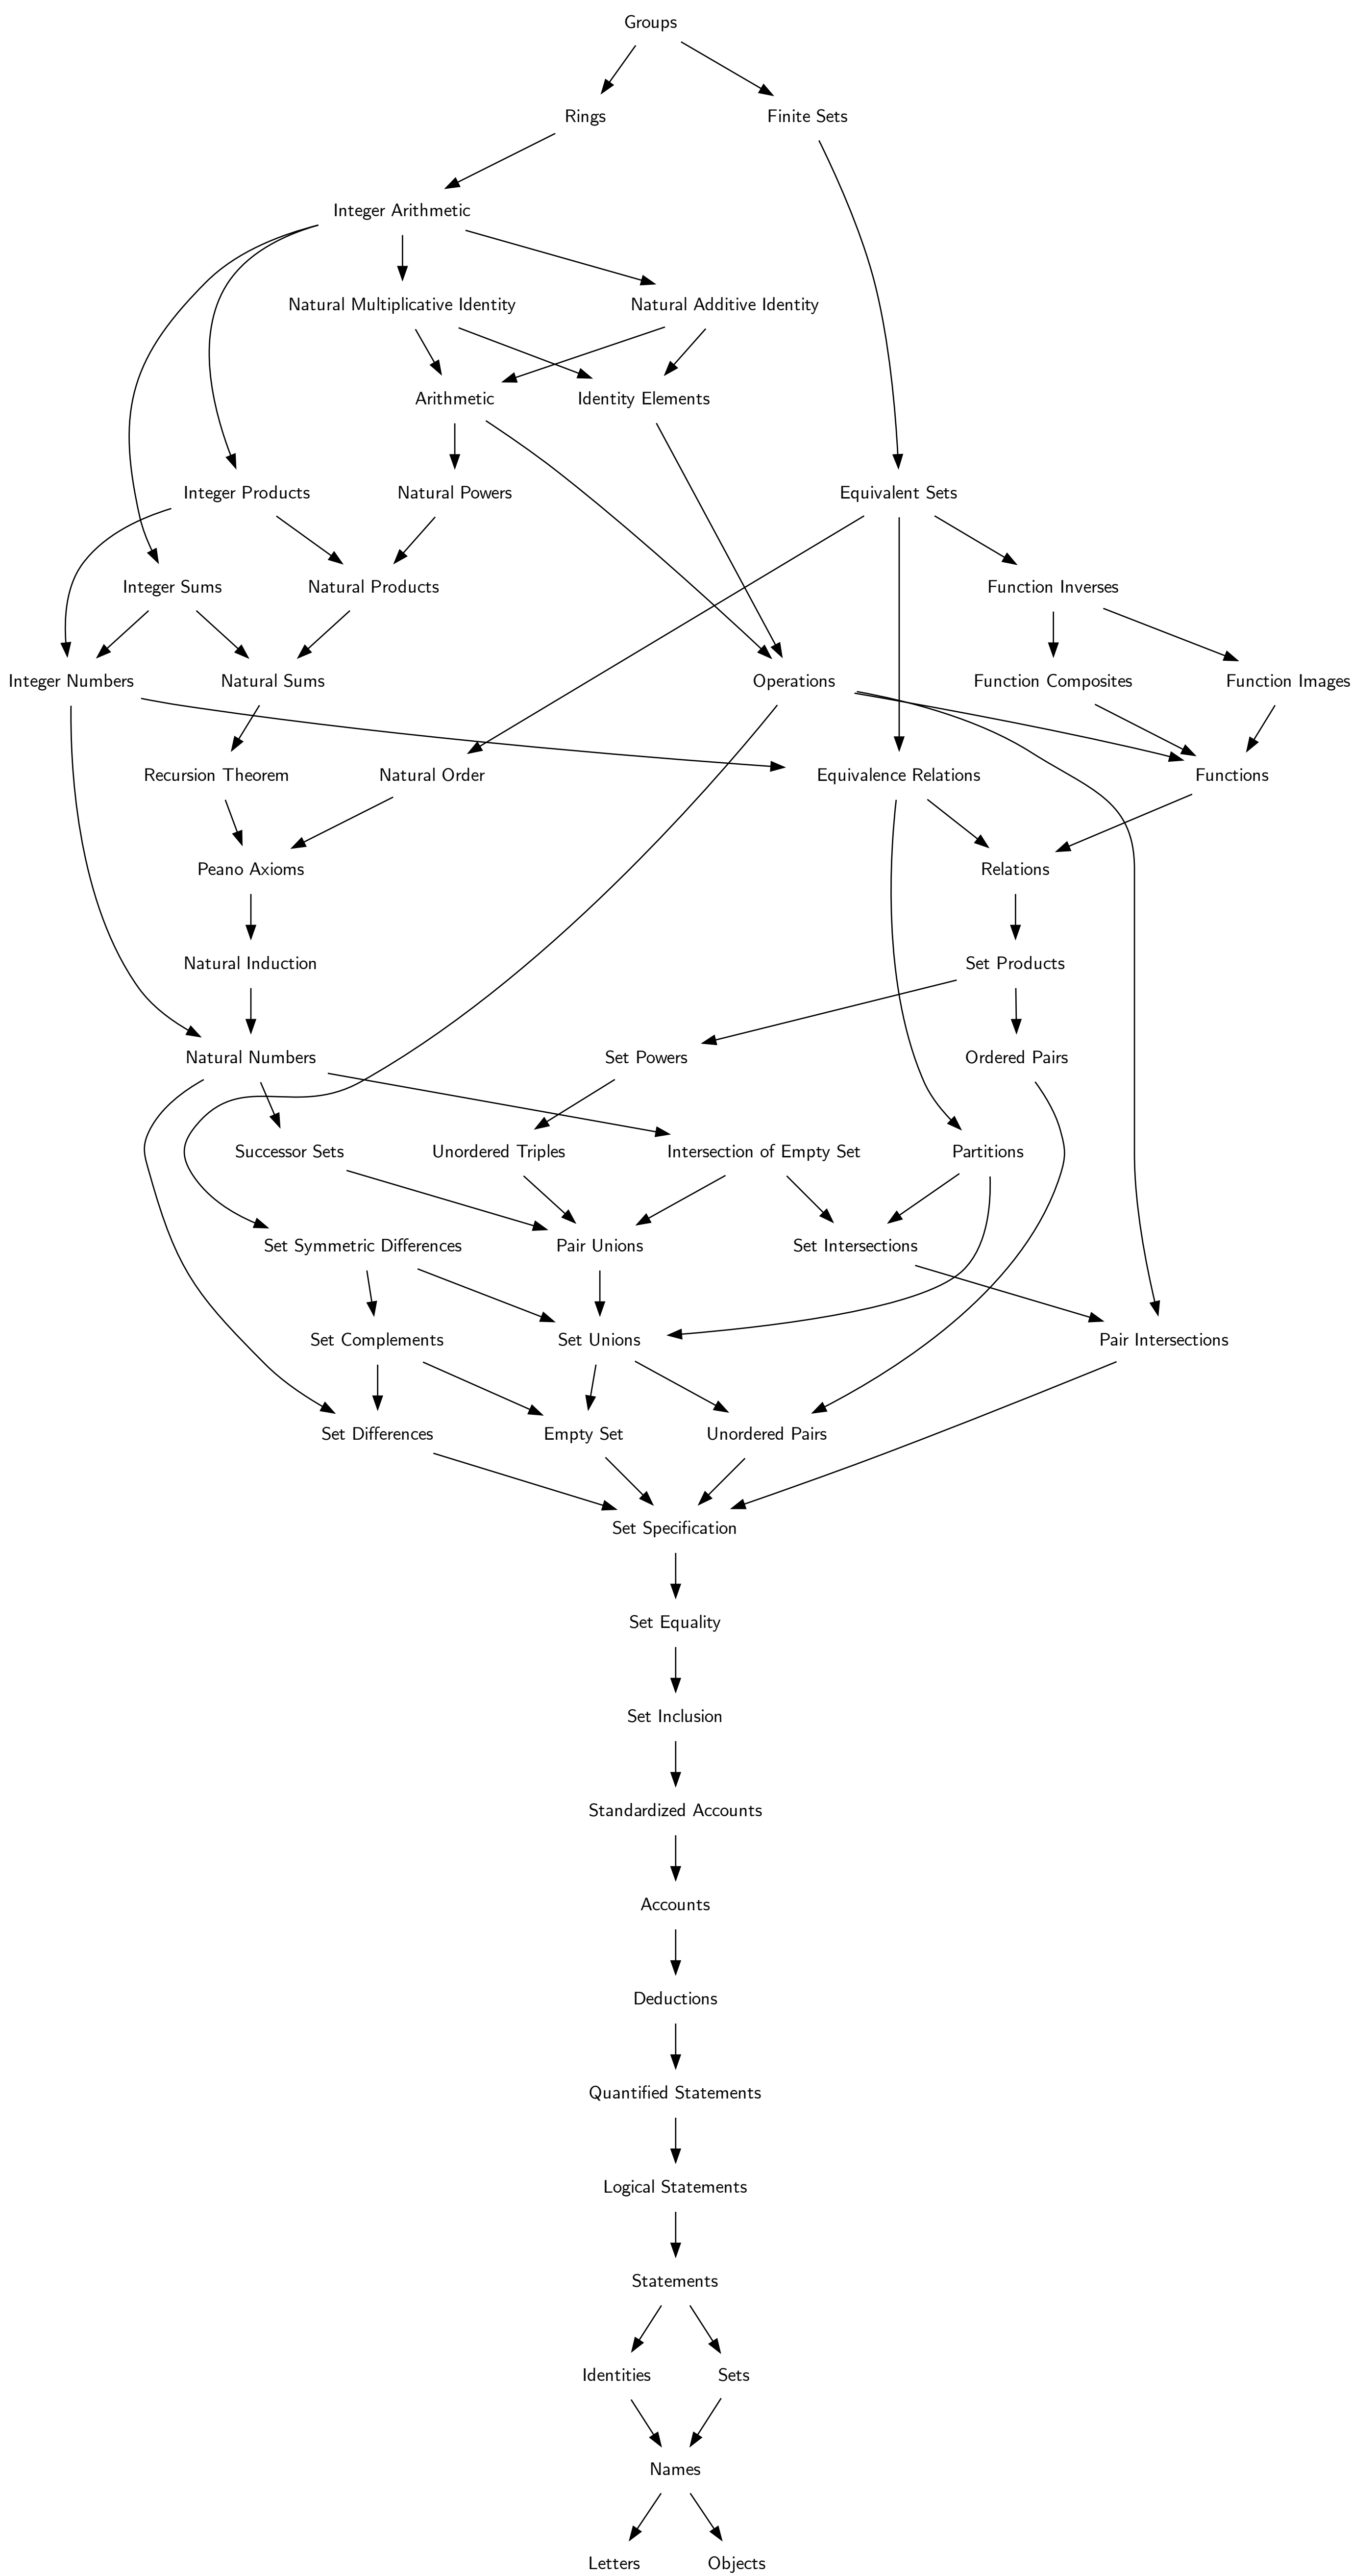 Groups
Rings
Finite Sets
Integer Arithmetic
Natural Multiplicative Identity
Natural Additive Identity
Arithmetic
Identity Elements
Integer Products
Natural Powers
Equivalent Sets
Integer Sums
Natural Products
Function Inverses
Integer Numbers
Natural Sums
Operations
Function Composites
Function Images
Recursion Theorem
Natural Order
Equivalence Relations
Functions
Peano Axioms
Relations
Natural Induction
Set Products
Natural Numbers
Set Powers
Ordered Pairs
Successor Sets
Unordered Triples
Intersection of Empty Set
Partitions
Set Symmetric Differences
Pair Unions
Set Intersections
Set Complements
Set Unions
Pair Intersections
Set Differences
Empty Set
Unordered Pairs
Set Specification
Set Equality
Set Inclusion
Standardized Accounts
Accounts
Deductions
Quantified Statements
Logical Statements
Statements
Identities
Sets
Names
Letters
Objects